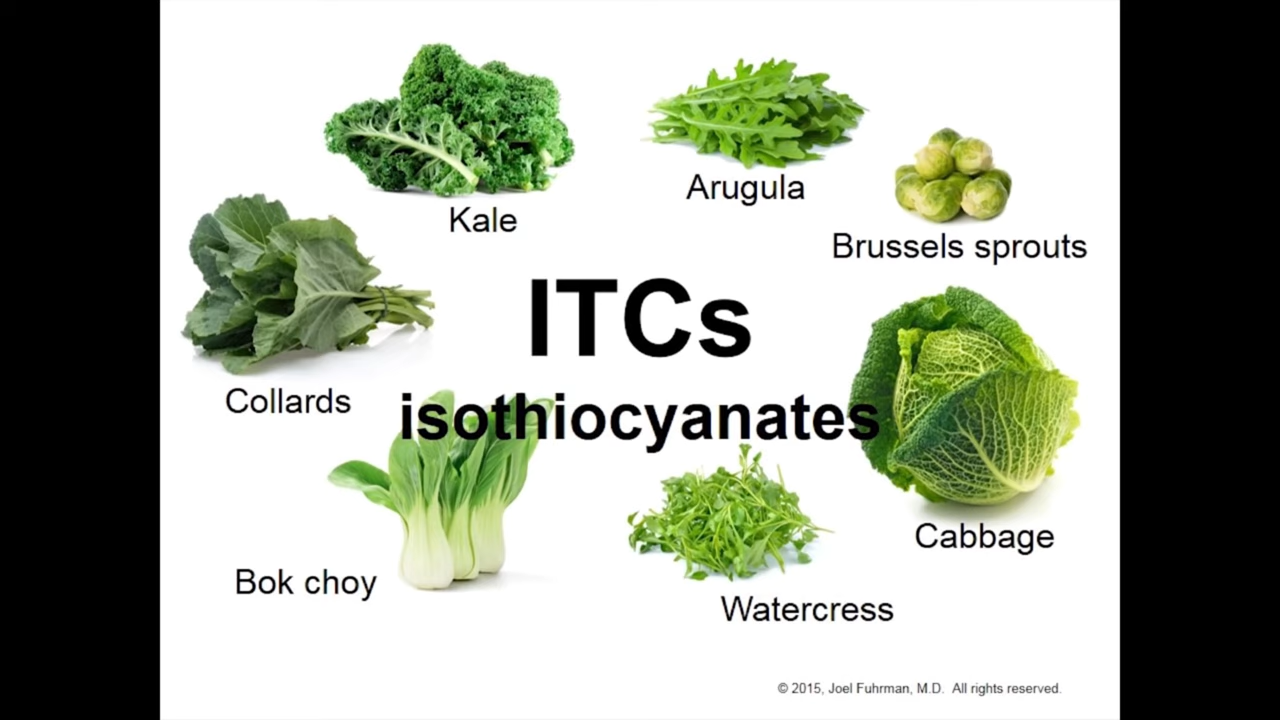 Kale
Arugula
Brussels sprouts
ITCs
isothiocyanates
Collards
Cabbage
Bok choy
Watercress
© 2015, Joel Fuhrman, M.D.  All rights reserved.